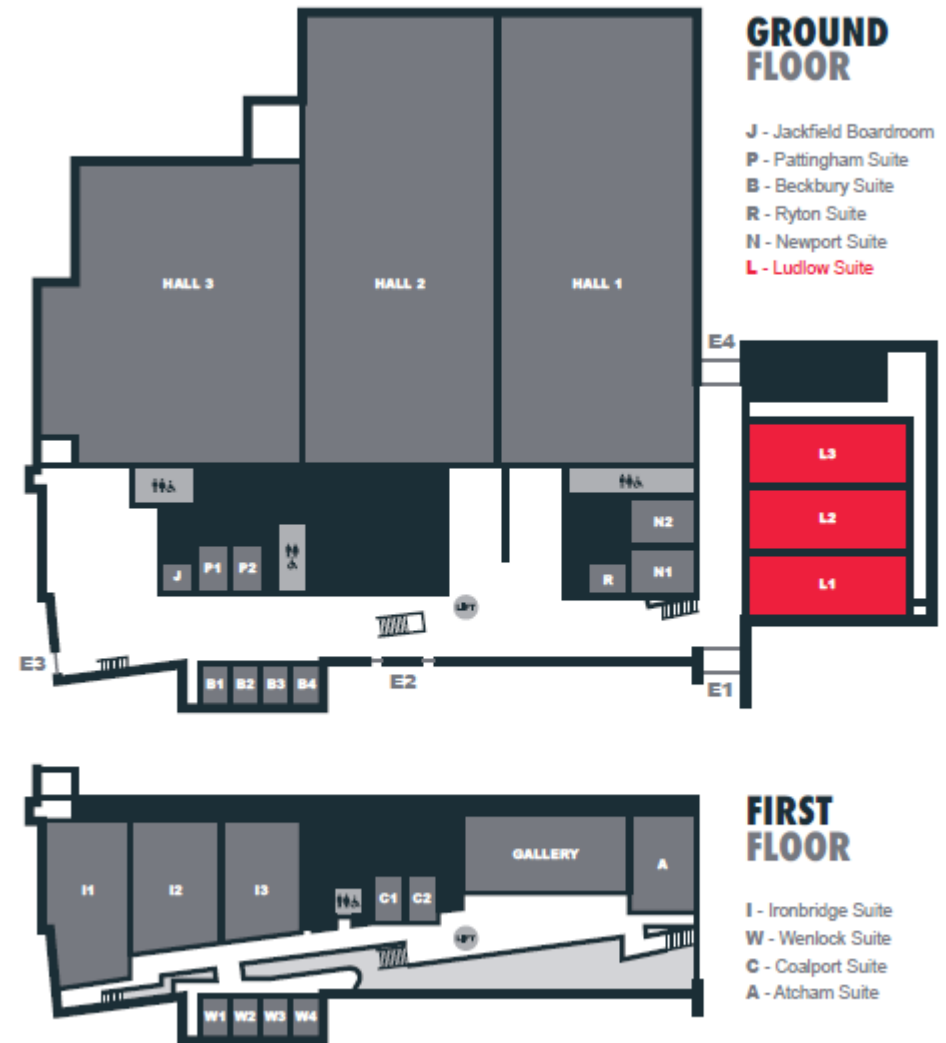 GROUND
FLOOR
J - Jackfield Boardroom
P - Pattingham Suite
B - Beckbury Suite
R - Ryton Suite
N - Newport Suite
L - Ludlow Suite
HALL 3
HALL 2
HALL 1
E4
L3
L2
L1
N2
N1
R
J
P1
P2
LIFT
E3
B1
B2
B3
B4
E2
E1
FIRST
FLOOR
I - Ironbridge Suite
W - Wenlock Suite
C - Coalport Suite
A - Atcham Suite
I1
I2
I3
C1
C2
GALLERY
A
LIFT
W1
W2
W3
W4